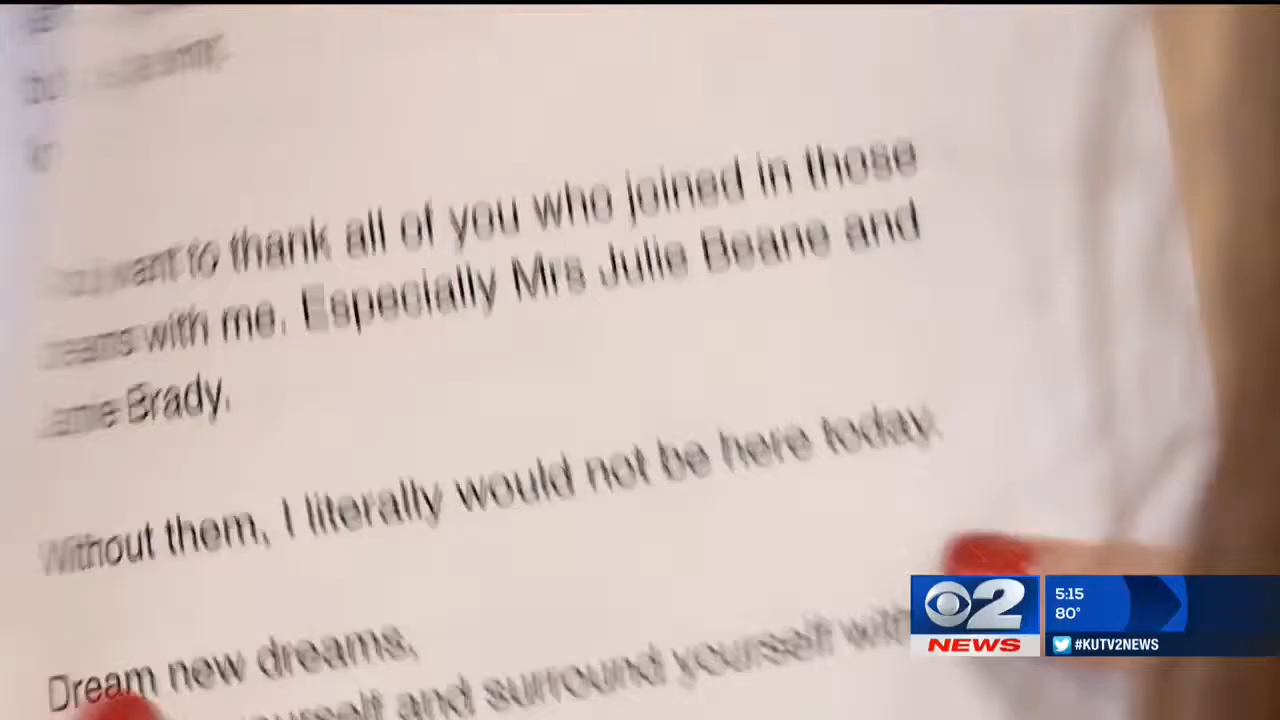 want to thank all of you who joined in those
with me. Especially Mrs Julie Beane and
Brady.
Without them, I literally would not be here today.
Dream new dreams,
yourself and surround yourself with
2
NEWS
5:15
80°
#KUTV2NEWS